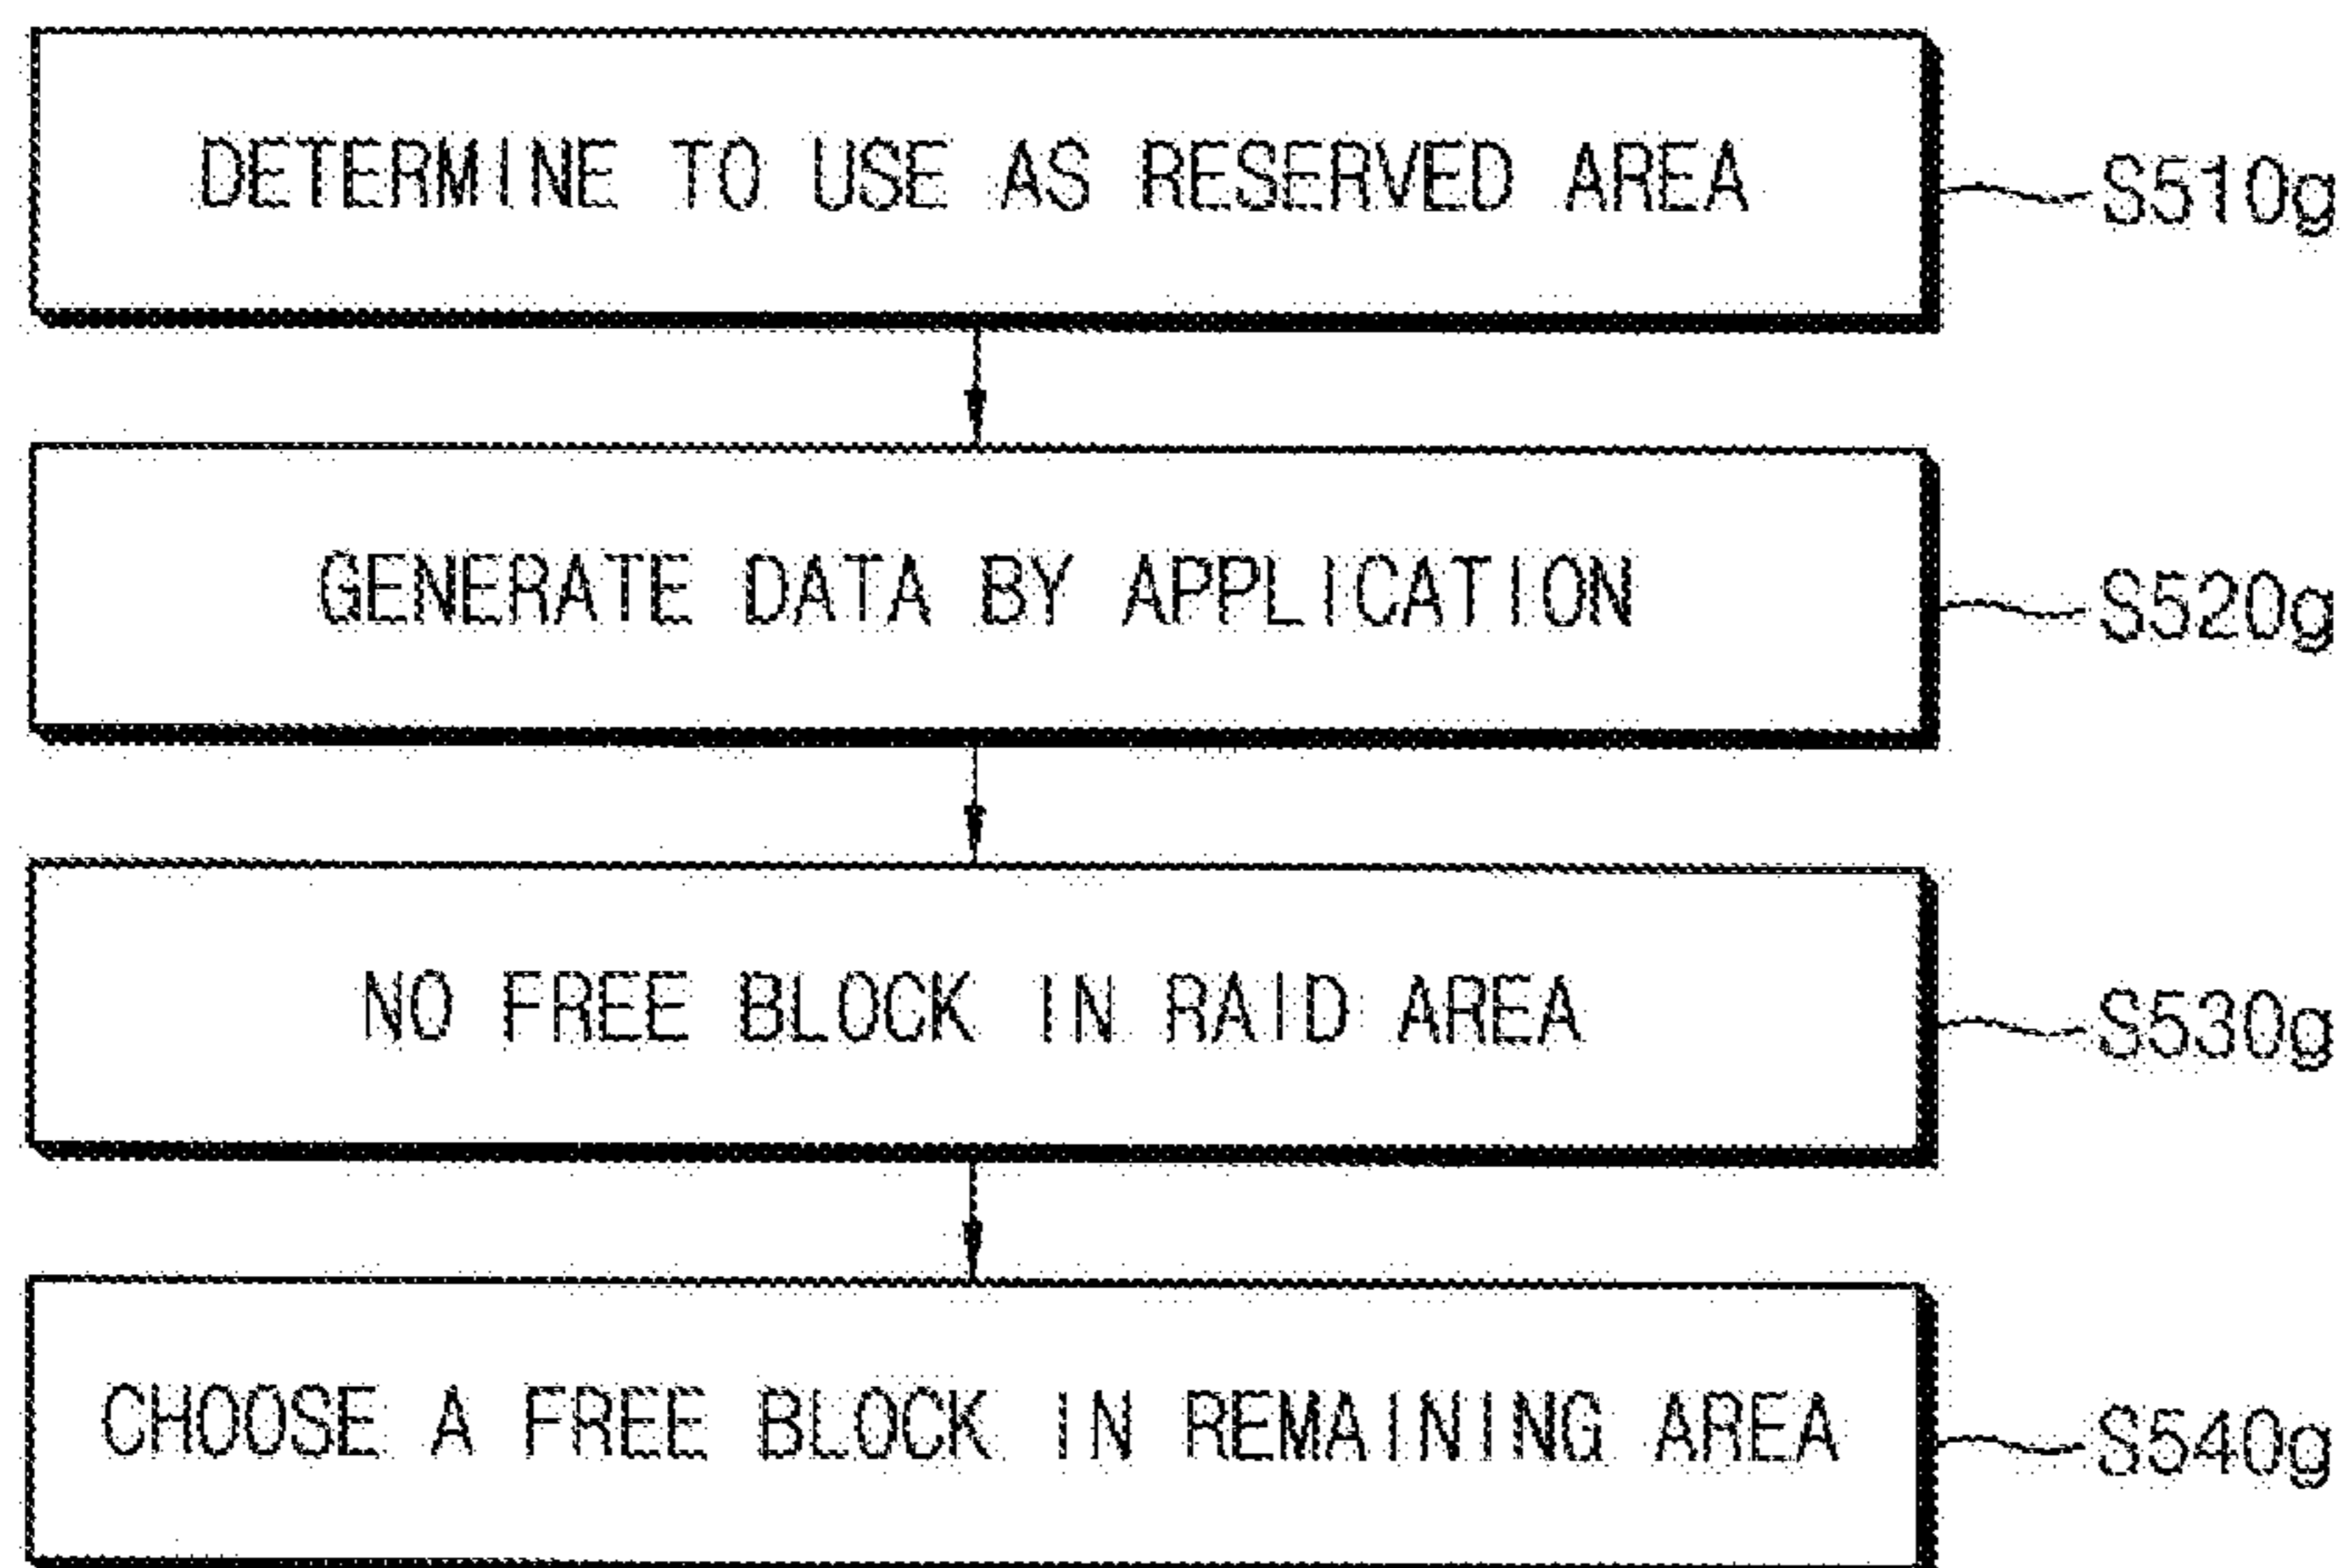 DETERMINE TO USE AS RESERVED AREA
S510g
GENERATE DATA BY APPLICATION
S520g
NO FREE BLOCK IN RAID AREA
S530g
CHOOSE A FREE BLOCK IN REMAINING AREA
S540g